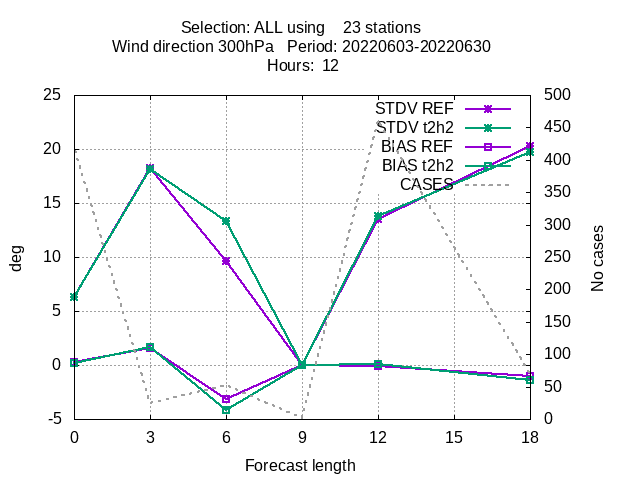 Selection: ALL using    23 stations
Wind direction 300hPa   Period: 20220603-20220630
Hours:  12
STDV REF
STDV t2h2
BIAS REF
BIAS t2h2
CASES
deg
25
20
15
10
5
0
-5
No cases
500
450
400
350
300
250
200
150
100
50
0
0 3 6 9 12 15 18
Forecast length